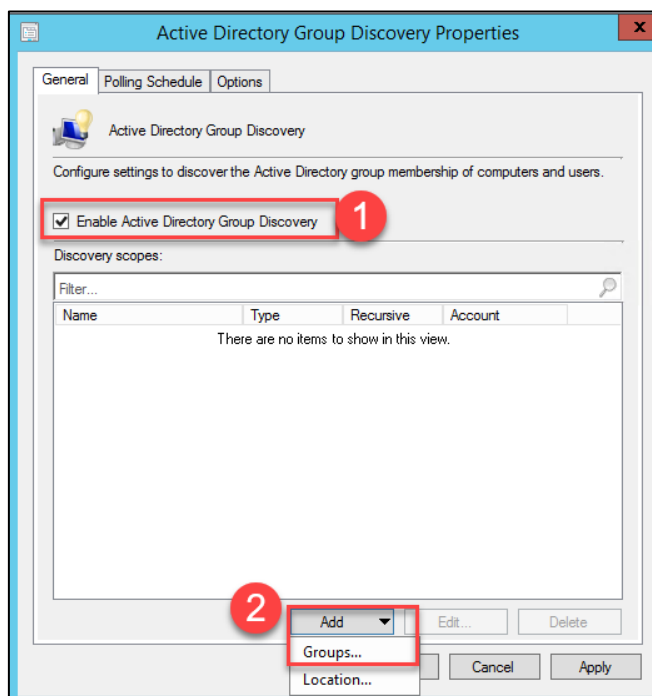 Active Directory Group Discovery Properties
x
General Polling Schedule Options
Active Directory Group Discovery
Configure settings to discover the Active Directory group membership of computers and users.
Enable Active Directory Group Discovery
1
Discovery scopes:
Filter...
Name Type Recursive Account
There are no items to show in this view.
2
Add Edit... Delete
Groups...
Cancel Apply
Location...